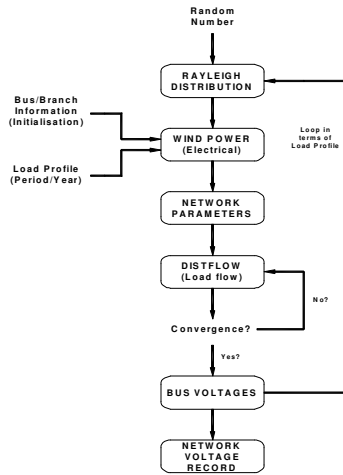 Random
Number
RAYLEIGH
DISTRIBUTION
Bus/Branch
Information
(Initialisation)
WIND POWER
(Electrical)
Loop in
terms of
Load Profile
Load Profile
(Period/Year)
NETWORK
PARAMETERS
DISTFLOW
(Load flow)
No?
Convergence?
Yes?
BUS VOLTAGES
NETWORK
VOLTAGE
RECORD